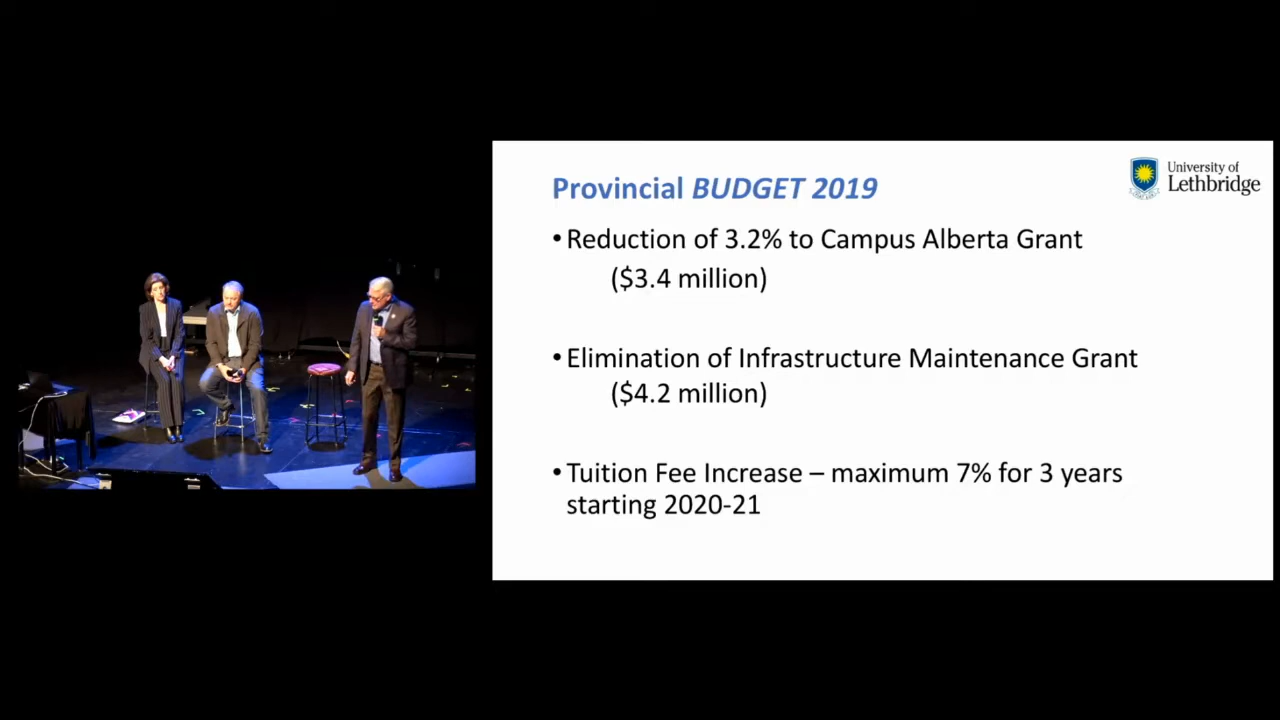 University of
Lethbridge
Provincial BUDGET 2019
•Reduction of 3.2% to Campus Alberta Grant
($3.4 million)
•Elimination of Infrastructure Maintenance Grant
($4.2 million)
•Tuition Fee Increase – maximum 7% for 3 years
starting 2020-21